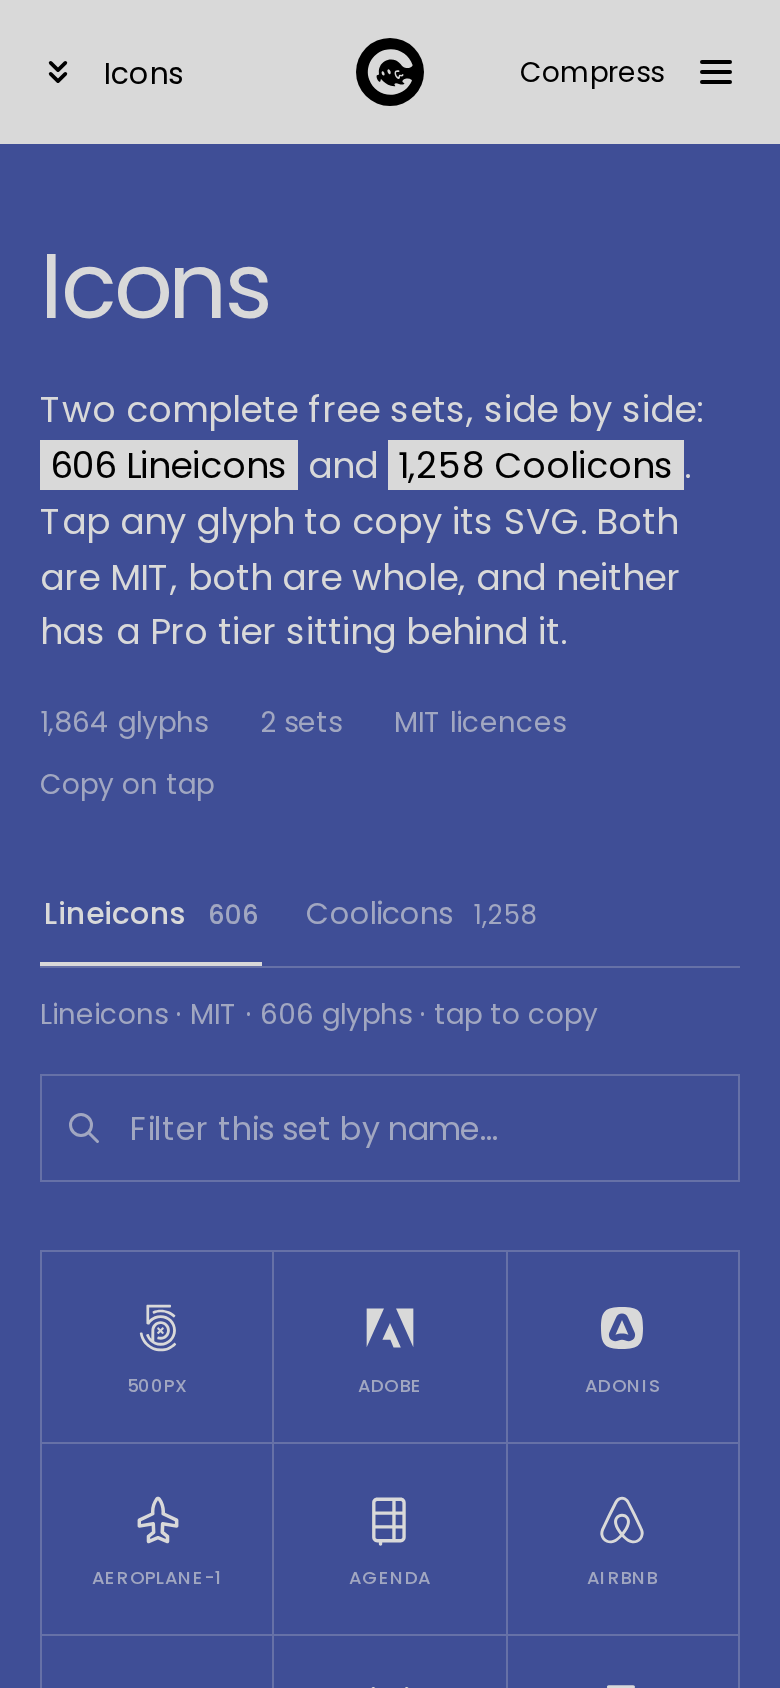 Icons
Compress
Icons
Two complete free sets, side by side:
606 Lineicons and 1,258 Coolicons.
Tap any glyph to copy its SVG. Both
are MIT, both are whole, and neither
has a Pro tier sitting behind it.
1,864 glyphs 2 sets MIT licences
Copy on tap
Lineicons 606 Coolicons 1,258
Lineicons · MIT · 606 glyphs · tap to copy
Filter this set by name...
500PX ADOBE ADONIS
AEROPLANE-1 AGENDA AIRBNB